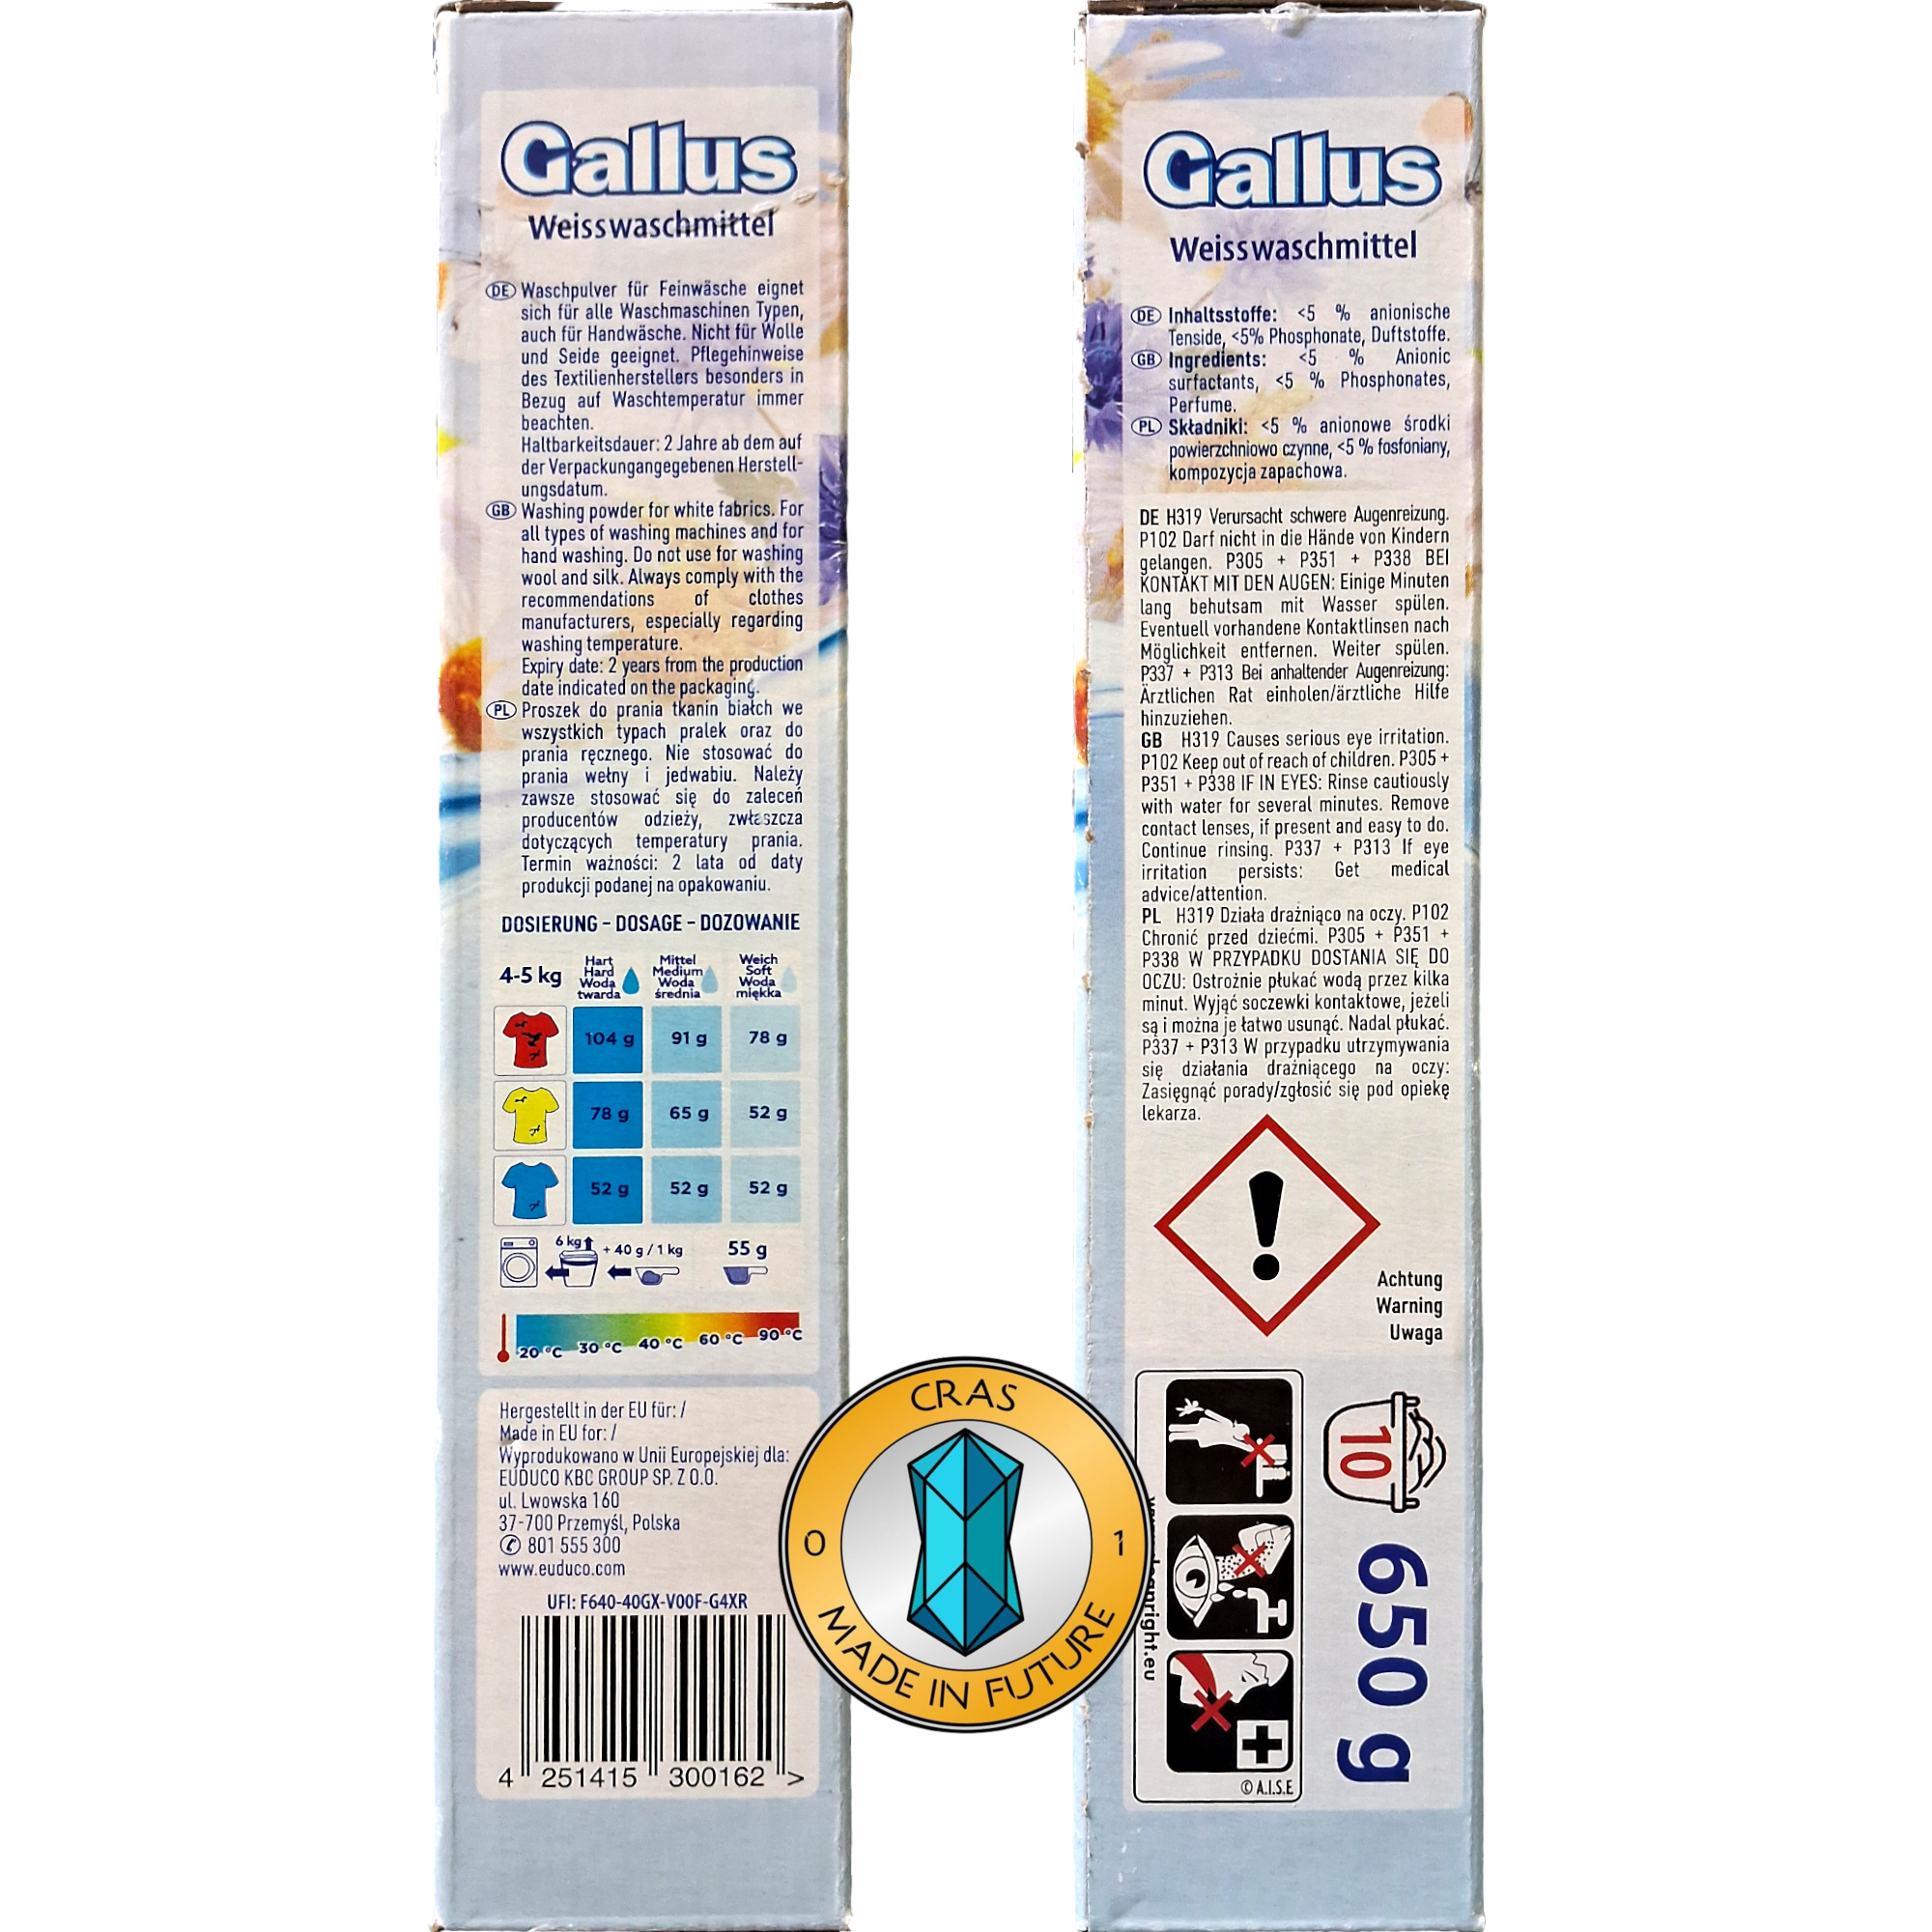 Gallus
Weisswaschmittel
DE Waschpulver für Feinwäsche eignet
sich für alle Waschmaschinen Typen,
auch für Handwäsche. Nicht für Wolle
und Seide geeignet. Pflegehinweise
des Textilienherstellers besonders in
Bezug auf Waschtemperatur immer
beachten.
Haltbarkeitsdauer: 2 Jahre ab dem auf
der Verpackungangegebenen Herstell-
ungsdatum.
GB Washing powder for white fabrics. For
all types of washing machines and for
hand washing. Do not use for washing
wool and silk. Always comply with the
recommendations of clothes
manufacturers, especially regarding
washing temperature.
Expiry date: 2 years from the production
date indicated on the packaging.
PL Proszek do prania tkanin białch we
wszystkich typach pralek oraz do
prania ręcznego. Nie stosować do
prania wełny i jedwabiu. Należy
zawsze stosować się do zaleceń
producentów odzieży, zwłaszcza
dotyczących temperatury prania.
Termin ważności: 2 lata od daty
produkcji podanej na opakowaniu.
DOSIERUNG – DOSAGE – DOZOWANIE
4-5 kg
Hart
Hard
Woda
twarda
Mittel
Medium
Woda
średnia
Weich
Soft
Woda
miękka
104 g 91 g 78 g
78 g 65 g 52 g
52 g 52 g 52 g
6 kg + 40 g / 1 kg 55 g
20 °C 30 °C 40 °C 60 °C 90 °C
Hergestellt in der EU für: /
Made in EU for: /
Wyprodukowano w Unii Europejskiej dla:
EUDUCO KBC GROUP SP. Z O.O.
ul. Lwowska 160
37-700 Przemyśl, Polska
801 555 300
www.euduco.com
UFI: F640-40GX-V00F-G4XR
4 251415 300162 >
Gallus
Weisswaschmittel
DE Inhaltsstoffe: <5 % anionische
Tenside, <5% Phosphonate, Duftstoffe.
GB Ingredients: <5 % Anionic
surfactants, <5 % Phosphonates,
Perfume.
PL Składniki: <5 % anionowe środki
powierzchniowo czynne, <5 % fosfoniany,
kompozycja zapachowa.
DE H319 Verursacht schwere Augenreizung.
P102 Darf nicht in die Hände von Kindern
gelangen. P305 + P351 + P338 BEI
KONTAKT MIT DEN AUGEN: Einige Minuten
lang behutsam mit Wasser spülen.
Eventuell vorhandene Kontaktlinsen nach
Möglichkeit entfernen. Weiter spülen.
P337 + P313 Bei anhaltender Augenreizung:
Ärztlichen Rat einholen/ärztliche Hilfe
hinzuziehen.
GB H319 Causes serious eye irritation.
P102 Keep out of reach of children. P305 +
P351 + P338 IF IN EYES: Rinse cautiously
with water for several minutes. Remove
contact lenses, if present and easy to do.
Continue rinsing. P337 + P313 If eye
irritation persists: Get medical
advice/attention.
PL H319 Działa drażniąco na oczy. P102
Chronić przed dziećmi. P305 + P351 +
P338 W PRZYPADKU DOSTANIA SIĘ DO
OCZU: Ostrożnie płukać wodą przez kilka
minut. Wyjąć soczewki kontaktowe, jeżeli
są i można je łatwo usunąć. Nadal płukać.
P337 + P313 W przypadku utrzymywania
się działania drażniącego na oczy:
Zasięgnąć porady/zgłosić się pod opiekę
lekarza.
Achtung
Warning
Uwaga
10
650 g
© A.I.S.E
CRAS
0 1
MADE IN FUTURE